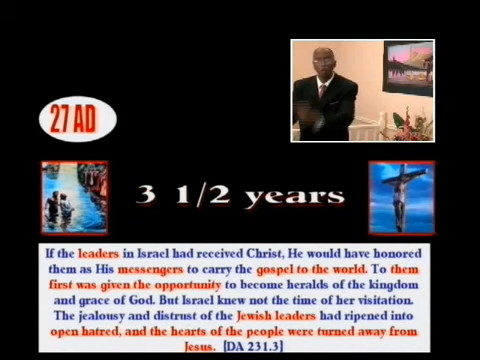 27 AD
3 1/2 years
If the leaders in Israel had received Christ, He would have honored
them as His messengers to carry the gospel to the world. To them
first was given the opportunity to become heralds of the kingdom
and grace of God. But Israel knew not the time of her visitation.
The jealousy and distrust of the Jewish leaders had ripened into
open hatred, and the hearts of the people were turned away from
Jesus. [DA 231.3]